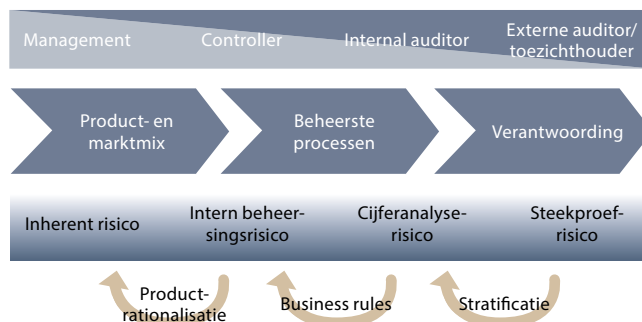 Management
Controller
Internal auditor
Externe auditor/
toezichthouder
Product- en
marktmix
Beheerste
processen
Verantwoording
Inherent risico
Intern beheer-
singsrisico
Cijferanalyse-
risico
Steekproef-
risico
Product-
rationalisatie
Business rules
Stratificatie